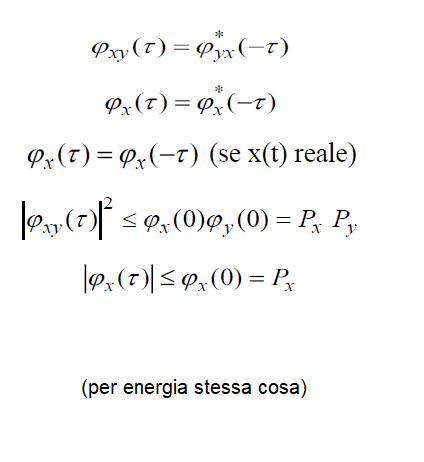 φxy(τ) = φ*yx(−τ)
φx(τ) = φ*x(−τ)
φx(τ) = φx(−τ) (se x(t) reale)
|φxy(τ)|² ≤ φx(0)φy(0) = Px Py
|φx(τ)| ≤ φx(0) = Px
(per energia stessa cosa)